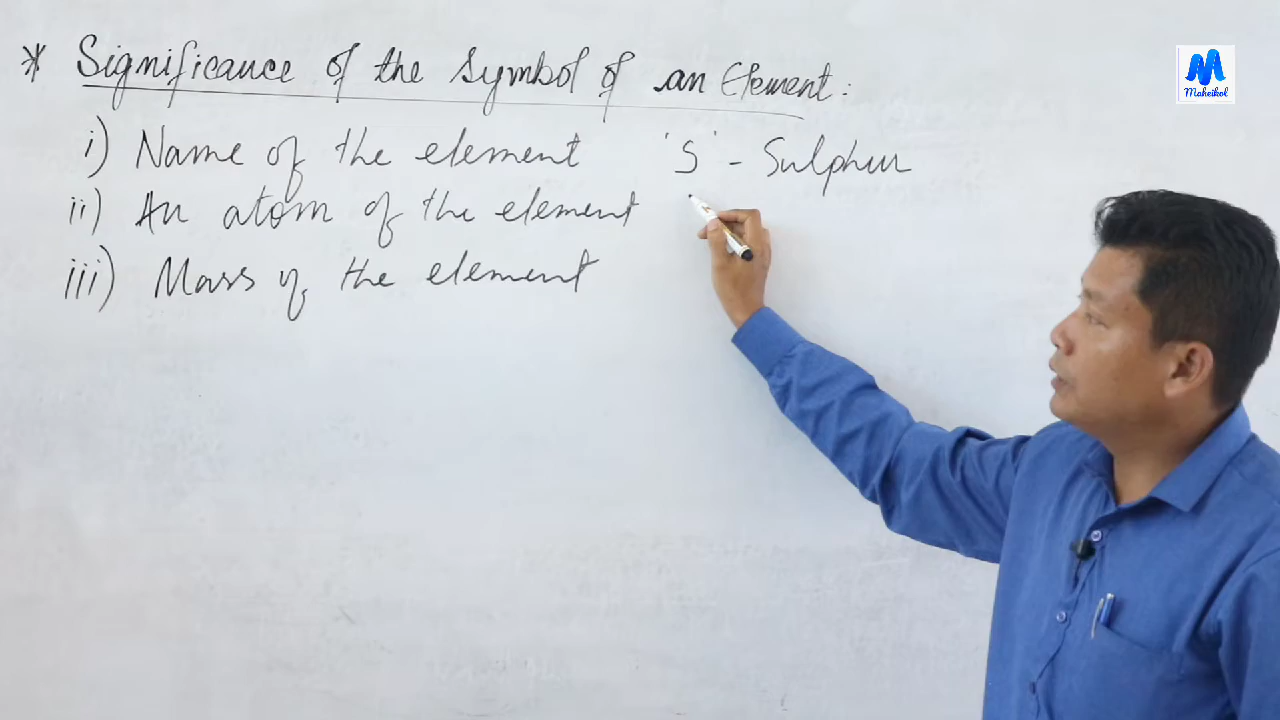 * Significance of the Symbol of an Element:
i) Name of the element 'S' - Sulphur
ii) An atom of the element
iii) Mass of the element
M
Maheikol